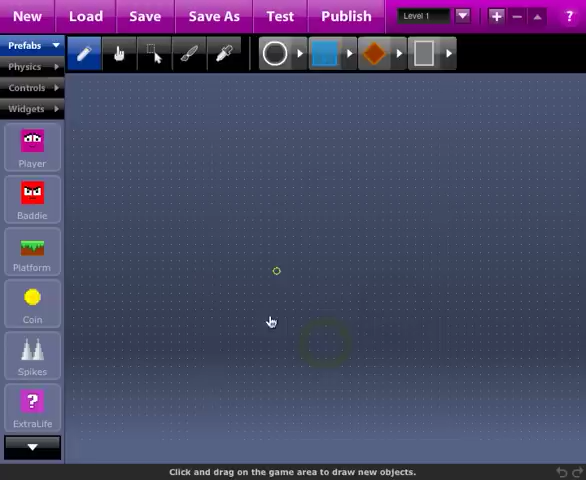 New Load Save Save As Test Publish Level 1 ?
Prefabs
Physics
Controls
Widgets
Player
Baddie
Platform
Coin
Spikes
?
ExtraLife
Click and drag on the game area to draw new objects.